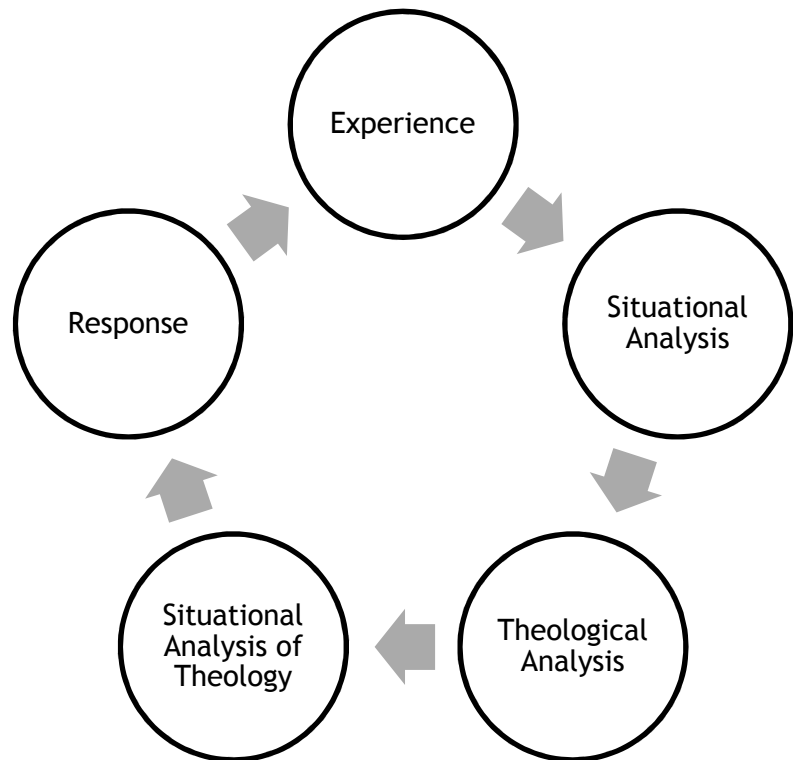 Experience
Situational
Analysis
Theological
Analysis
Situational
Analysis of
Theology
Response